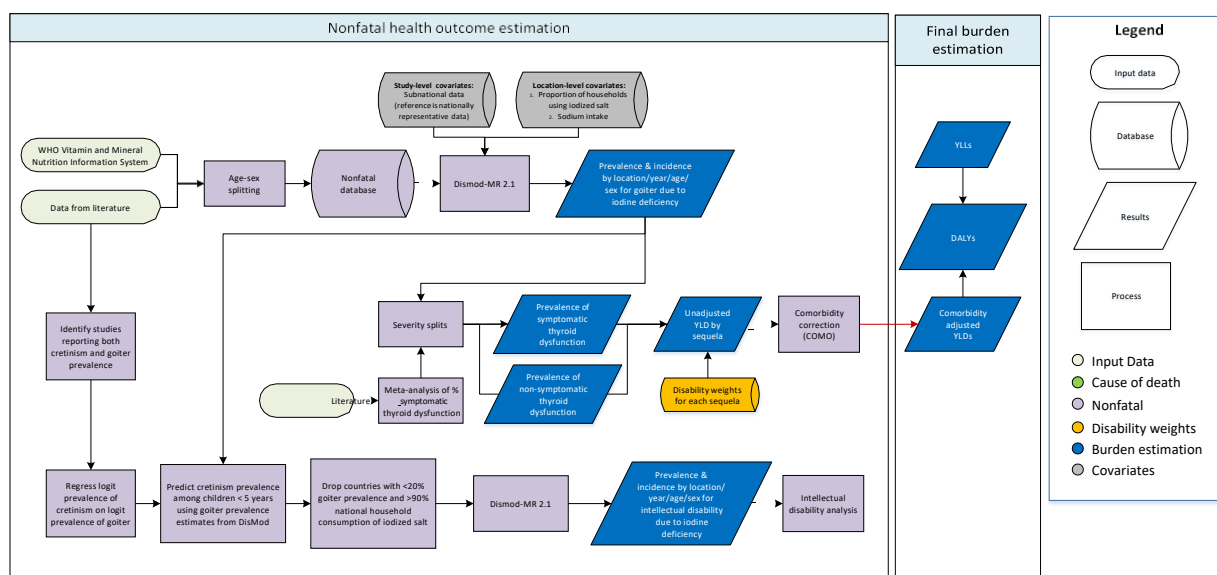 Nonfatal health outcome estimation
Final burden
estimation
Legend
Study-level covariates:
Subnational data
(reference is nationally
representative data)
Location-level covariates:
1. Proportion of households
using iodized salt
2. Sodium intake
WHO Vitamin and Mineral
Nutrition Information System
Data from literature
Age-sex
splitting
Nonfatal
database
Dismod-MR 2.1
Prevalence & incidence
by location/year/age/
sex for goiter due to
iodine deficiency
Identify studies
reporting both
cretinism and goiter
prevalence
Severity splits
Prevalence of
symptomatic
thyroid
dysfunction
Prevalence of
non-symptomatic
thyroid
dysfunction
Unadjusted
YLD by
sequela
Comorbidity
correction
(COMO)
Literature
Meta-analysis of %
symptomatic
thyroid dysfunction
Disability weights
for each sequela
Regress logit
prevalence of
cretinism on logit
prevalence of goiter
Predict cretinism prevalence
among children < 5 years
using goiter prevalence
estimates from DisMod
Drop countries with <20%
goiter prevalence and >90%
national household
consumption of iodized salt
Dismod-MR 2.1
Prevalence &
incidence by location/
year/age/sex for
intellectual disability
due to iodine
deficiency
Intellectual
disability analysis
YLLs
DALYs
Comorbidity
adjusted
YLDs
Input data
Database
Results
Process
Input Data
Cause of death
Nonfatal
Disability weights
Burden estimation
Covariates